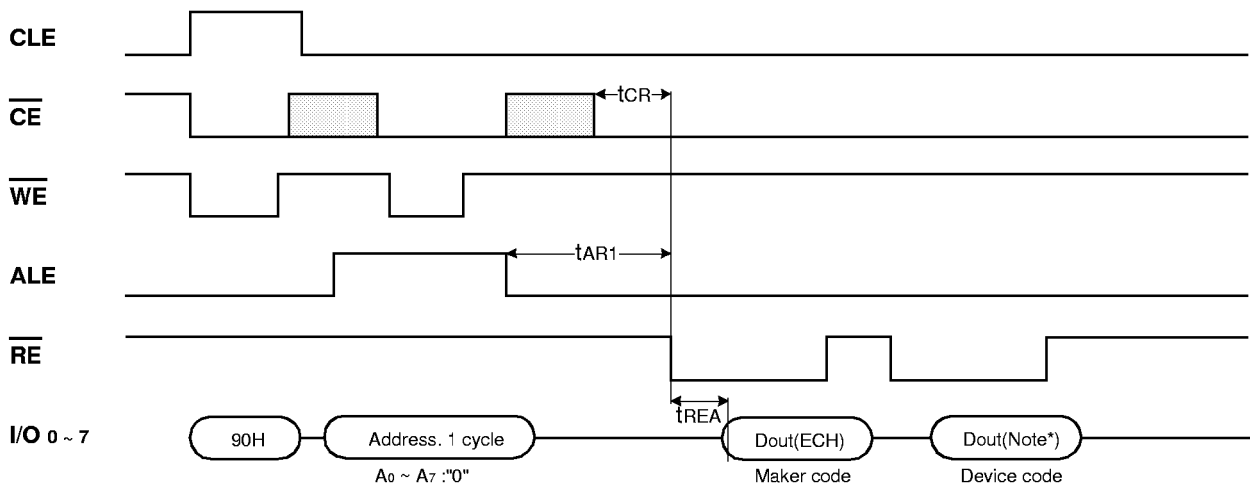 CLE
CE
tCR
WE
tAR1
ALE
RE
tREA
I/O 0 ~ 7
90H
Address. 1 cycle
Dout(ECH)
Dout(Note*)
A0 ~ A7 :"0"
Maker code
Device code